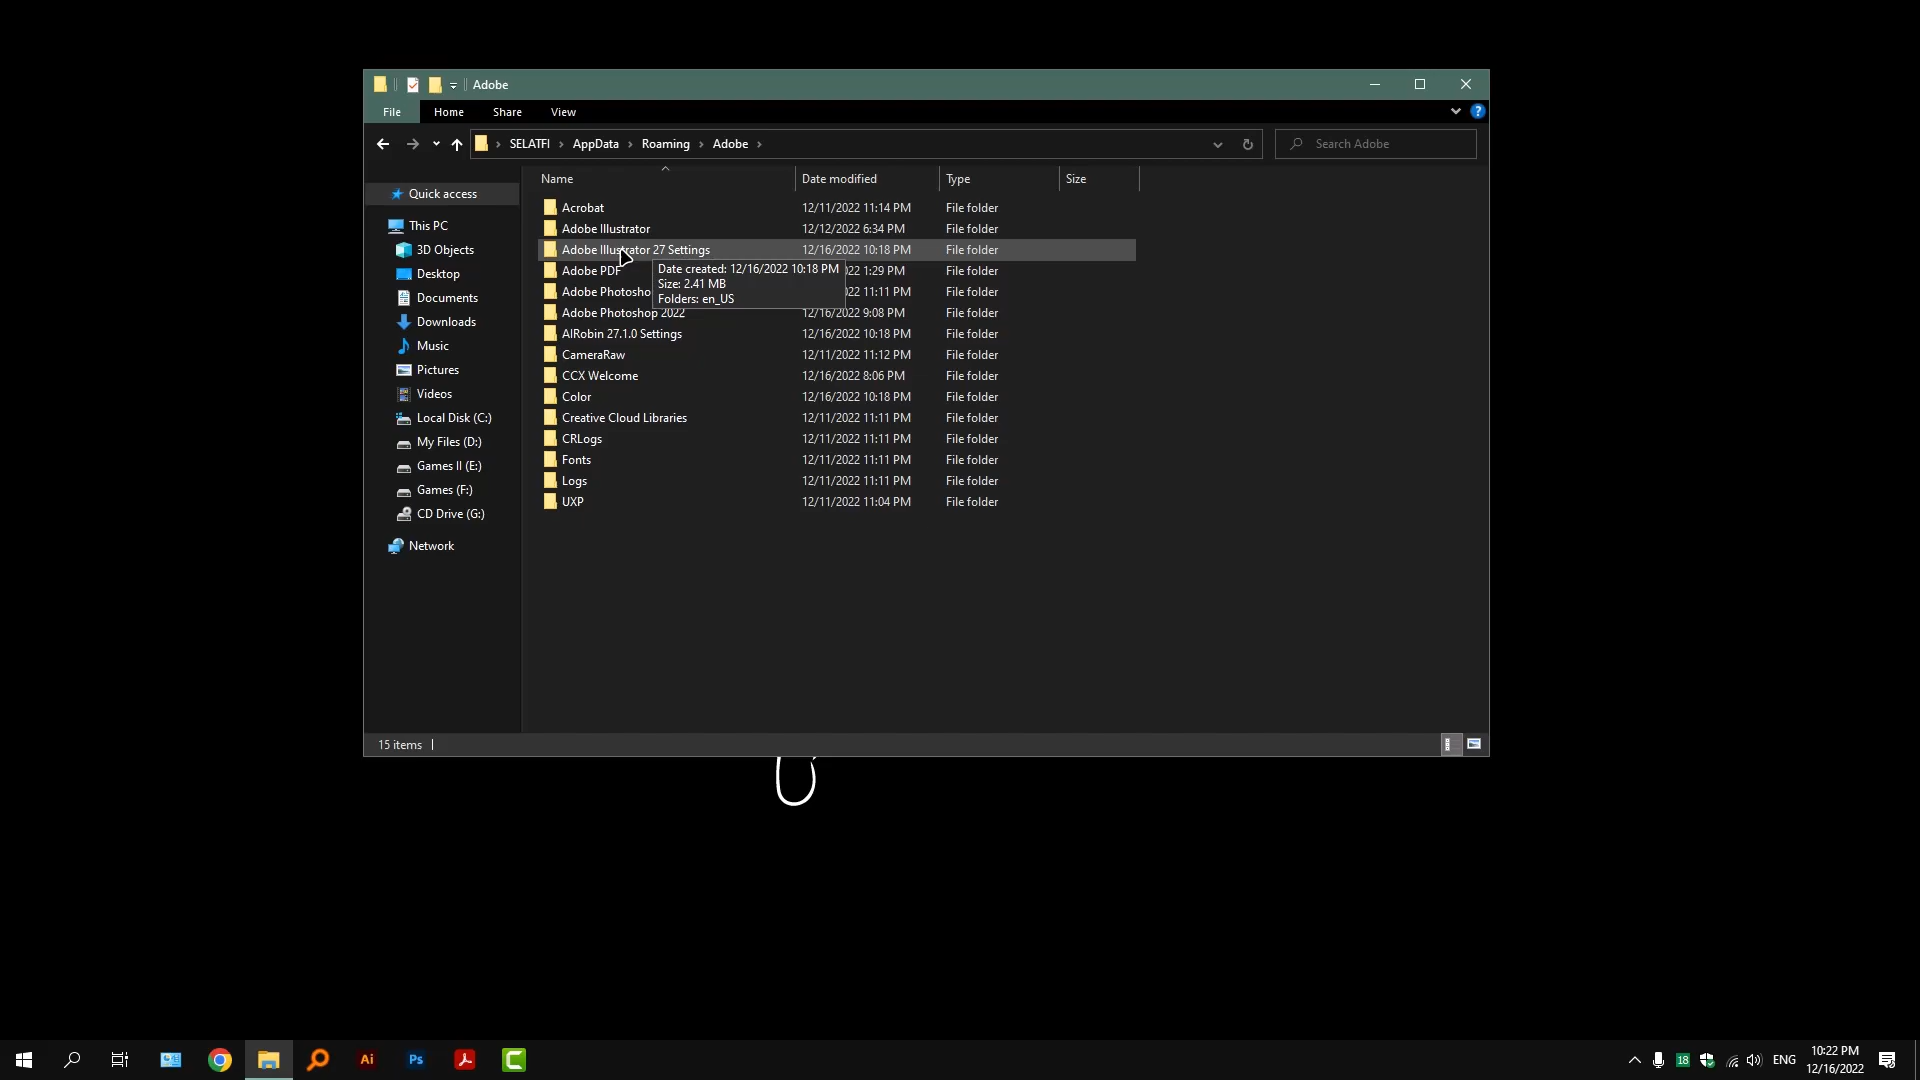 Adobe
File Home Share View
SELATFI AppData Roaming Adobe
Search Adobe
Name Date modified Type Size
Quick access
This PC
3D Objects
Desktop
Documents
Downloads
Music
Pictures
Videos
Local Disk (C:)
My Files (D:)
Games II (E:)
Games (F:)
CD Drive (G:)
Network
Acrobat 12/11/2022 11:14 PM File folder
Adobe Illustrator 12/12/2022 6:34 PM File folder
Adobe Illustrator 27 Settings 12/16/2022 10:18 PM File folder
Adobe PDF 022 1:29 PM File folder
Adobe Photosho 022 11:11 PM File folder
Date created: 12/16/2022 10:18 PM
Size: 2.41 MB
Folders: en_US
Adobe Photoshop 2022 12/16/2022 9:08 PM File folder
AIRobin 27.1.0 Settings 12/16/2022 10:18 PM File folder
CameraRaw 12/11/2022 11:12 PM File folder
CCX Welcome 12/16/2022 8:06 PM File folder
Color 12/16/2022 10:18 PM File folder
Creative Cloud Libraries 12/11/2022 11:11 PM File folder
CRLogs 12/11/2022 11:11 PM File folder
Fonts 12/11/2022 11:11 PM File folder
Logs 12/11/2022 11:11 PM File folder
UXP 12/11/2022 11:04 PM File folder
15 items
Ai Ps
18 ENG
10:22 PM
12/16/2022